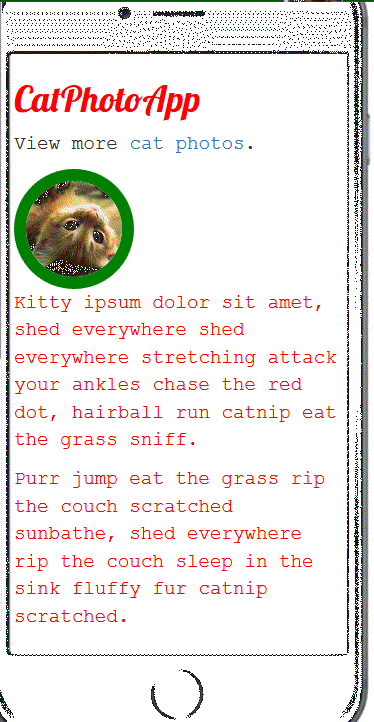 CatPhotoApp
View more cat photos.
Kitty ipsum dolor sit amet,
shed everywhere shed
everywhere stretching attack
your ankles chase the red
dot, hairball run catnip eat
the grass sniff.
Purr jump eat the grass rip
the couch scratched
sunbathe, shed everywhere
rip the couch sleep in the
sink fluffy fur catnip
scratched.